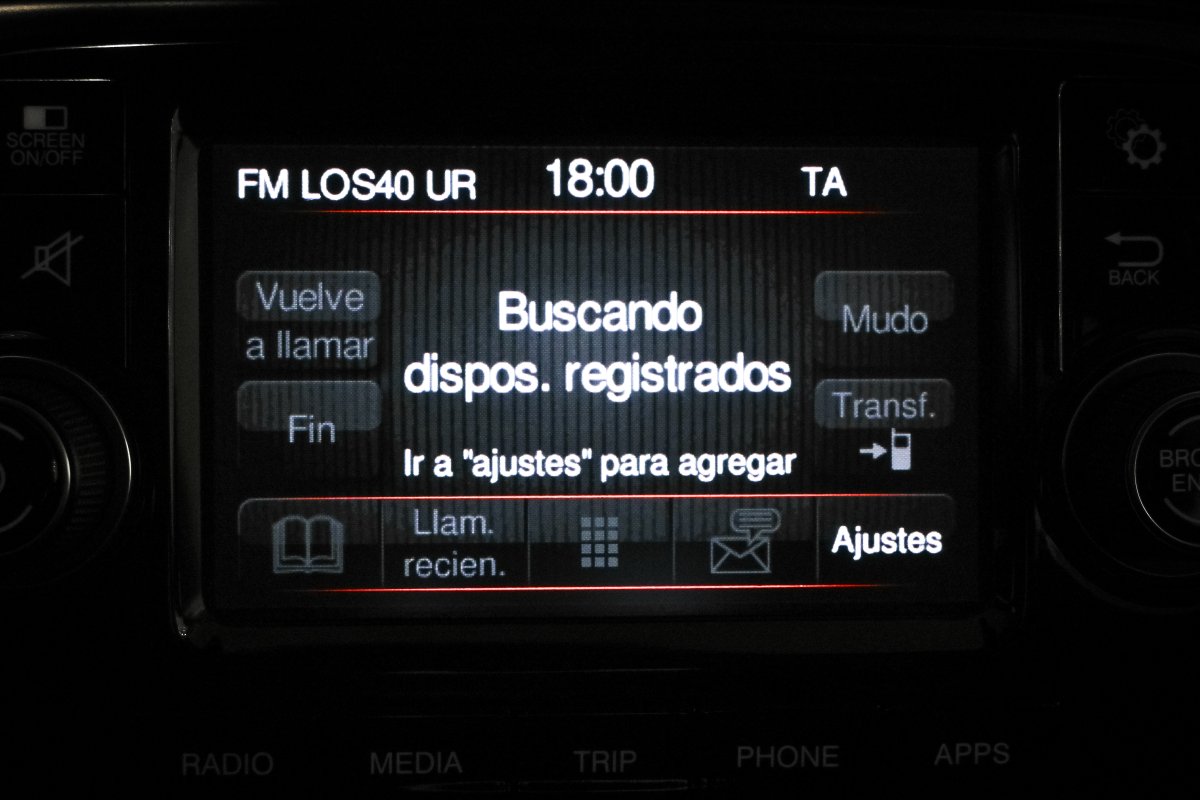 SCREEN
ON/OFF
FM LOS40 UR 18:00 TA
BACK
Vuelve
a llamar
Buscando
dispos. registrados
Mudo
Fin
Transf.
Ir a "ajustes" para agregar
Llam.
recien.
Ajustes
RADIO MEDIA TRIP PHONE APPS